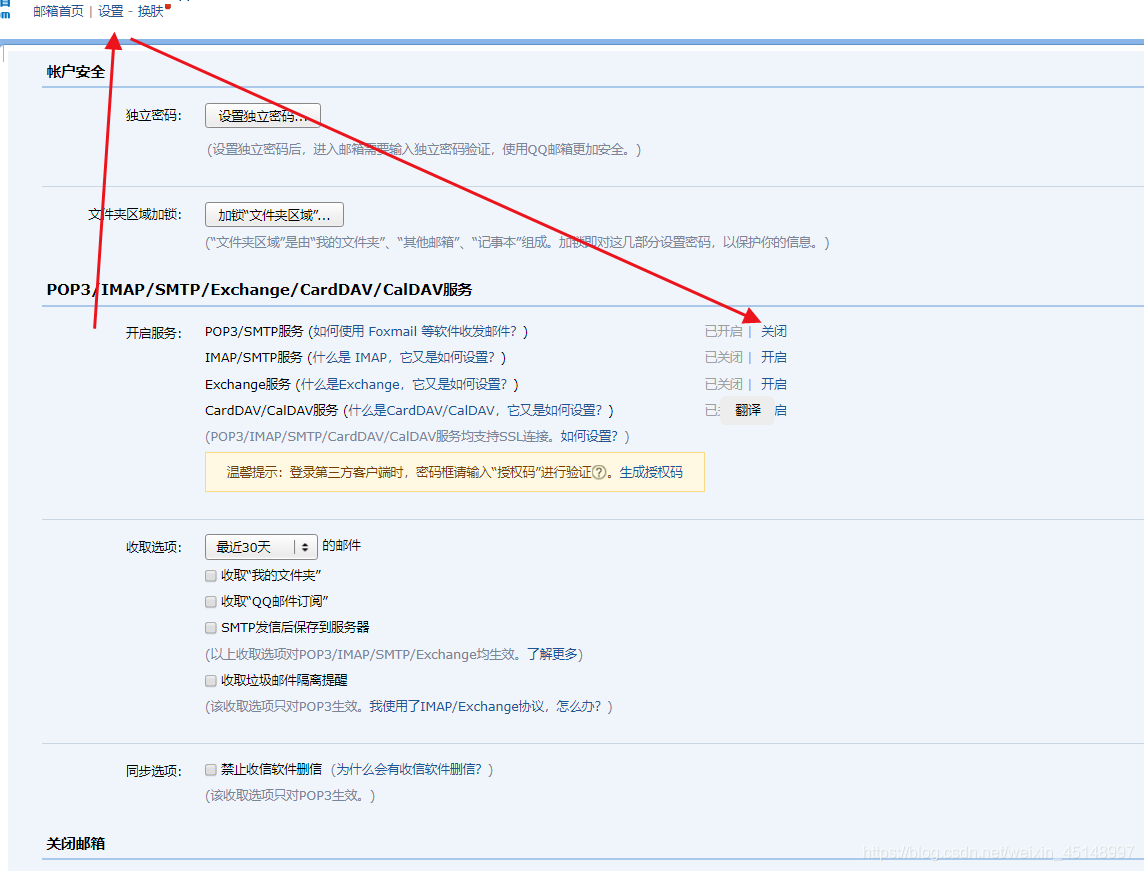 邮箱首页 | 设置 - 换肤
帐户安全
独立密码: 设置独立密码...
(设置独立密码后，进入邮箱需要输入独立密码验证，使用QQ邮箱更加安全。)
文件夹区域加锁: 加锁“文件夹区域”...
(“文件夹区域”是由“我的文件夹”、“其他邮箱”、“记事本”组成。加锁即对这几部分设置密码，以保护你的信息。)
POP3/IMAP/SMTP/Exchange/CardDAV/CalDAV服务
开启服务: POP3/SMTP服务 (如何使用 Foxmail 等软件收发邮件？) 已开启 | 关闭
IMAP/SMTP服务 (什么是 IMAP，它又是如何设置？) 已关闭 | 开启
Exchange服务 (什么是Exchange，它又是如何设置？) 已关闭 | 开启
CardDAV/CalDAV服务 (什么是CardDAV/CalDAV，它又是如何设置？) 已 翻译 启
(POP3/IMAP/SMTP/CardDAV/CalDAV服务均支持SSL连接。如何设置？)
温馨提示：登录第三方客户端时，密码框请输入“授权码”进行验证?。生成授权码
收取选项: 最近30天 的邮件
收取“我的文件夹”
收取“QQ邮件订阅”
SMTP发信后保存到服务器
(以上收取选项对POP3/IMAP/SMTP/Exchange均生效。了解更多)
收取垃圾邮件隔离提醒
(该收取选项只对POP3生效。我使用了IMAP/Exchange协议，怎么办？)
同步选项: 禁止收信软件删信 (为什么会有收信软件删信？)
(该收取选项只对POP3生效。)
关闭邮箱
https://blog.csdn.net/weixin_45148997